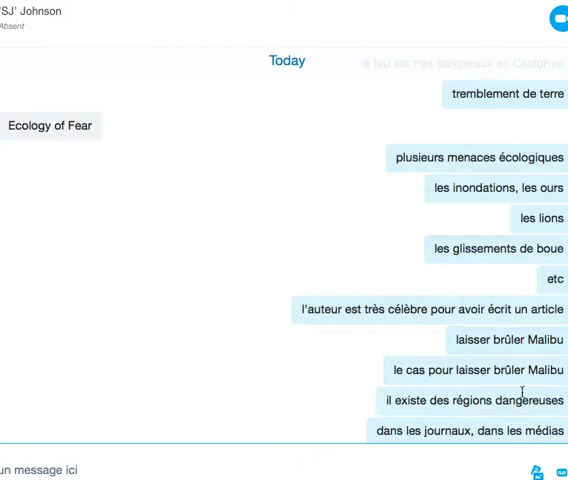 'SJ' Johnson
Absent
Today
le feu est très dangereux en Californie
tremblement de terre
Ecology of Fear
plusieurs menaces écologiques
les inondations, les ours
les lions
les glissements de boue
etc
l'auteur est très célèbre pour avoir écrit un article
laisser brûler Malibu
le cas pour laisser brûler Malibu
il existe des régions dangereuses
dans les journaux, dans les médias
un message ici